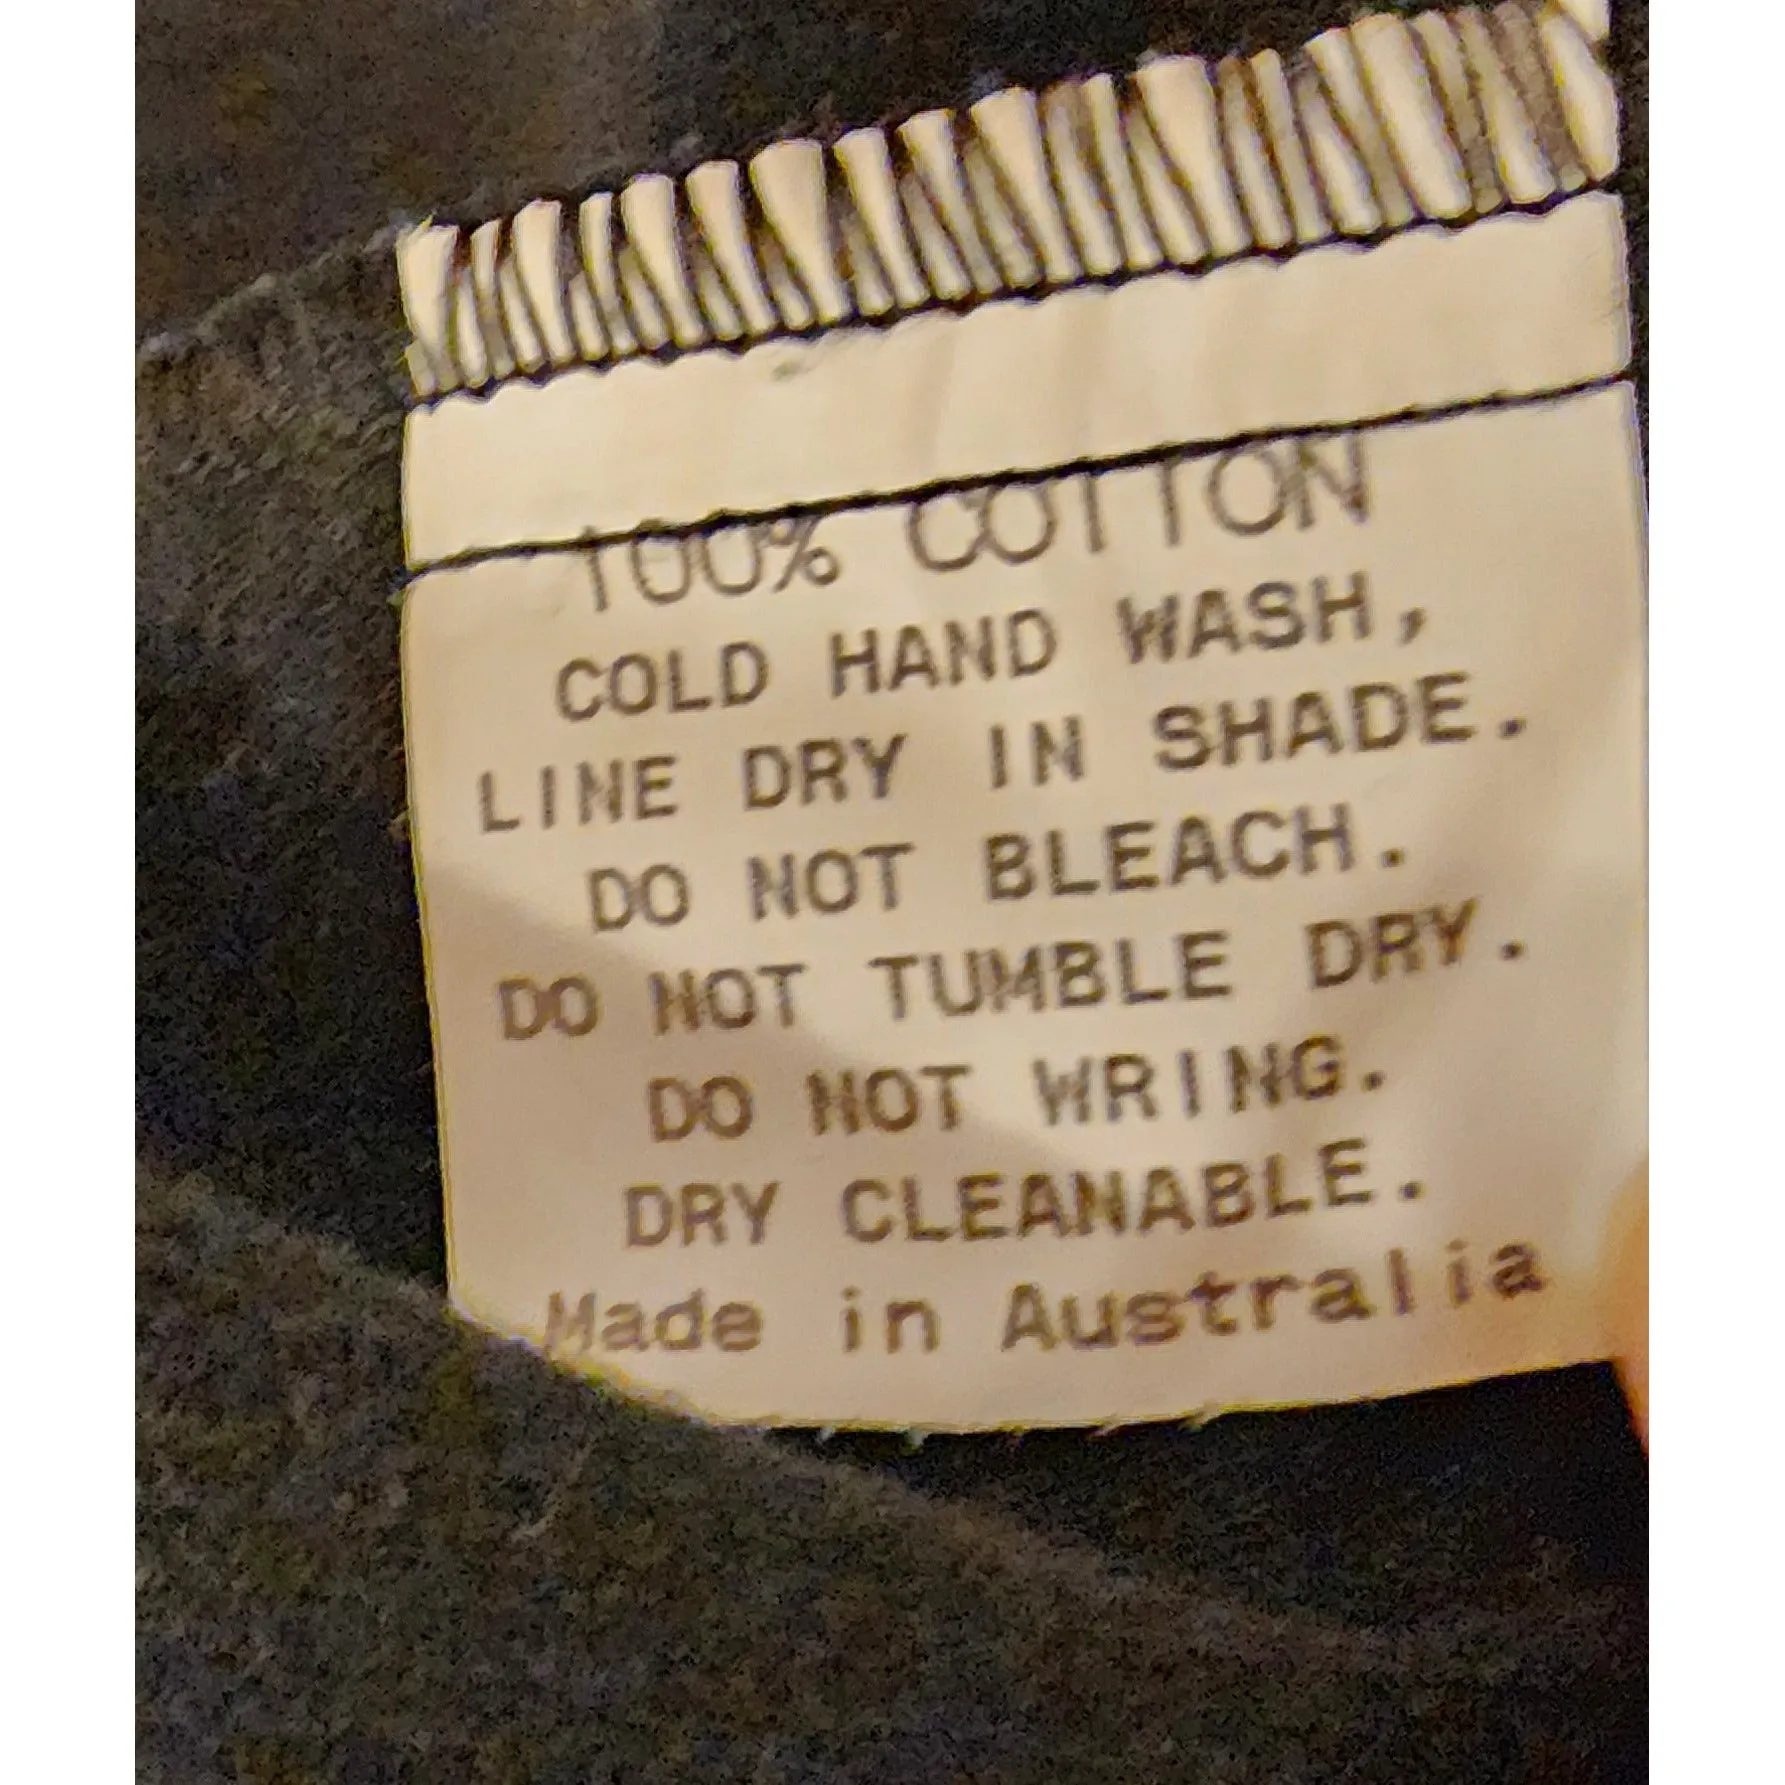 100% COTTON
COLD HAND WASH,
LINE DRY IN SHADE.
DO NOT BLEACH.
DO NOT TUMBLE DRY.
DO NOT WRING.
DRY CLEANABLE.
Made in Australia